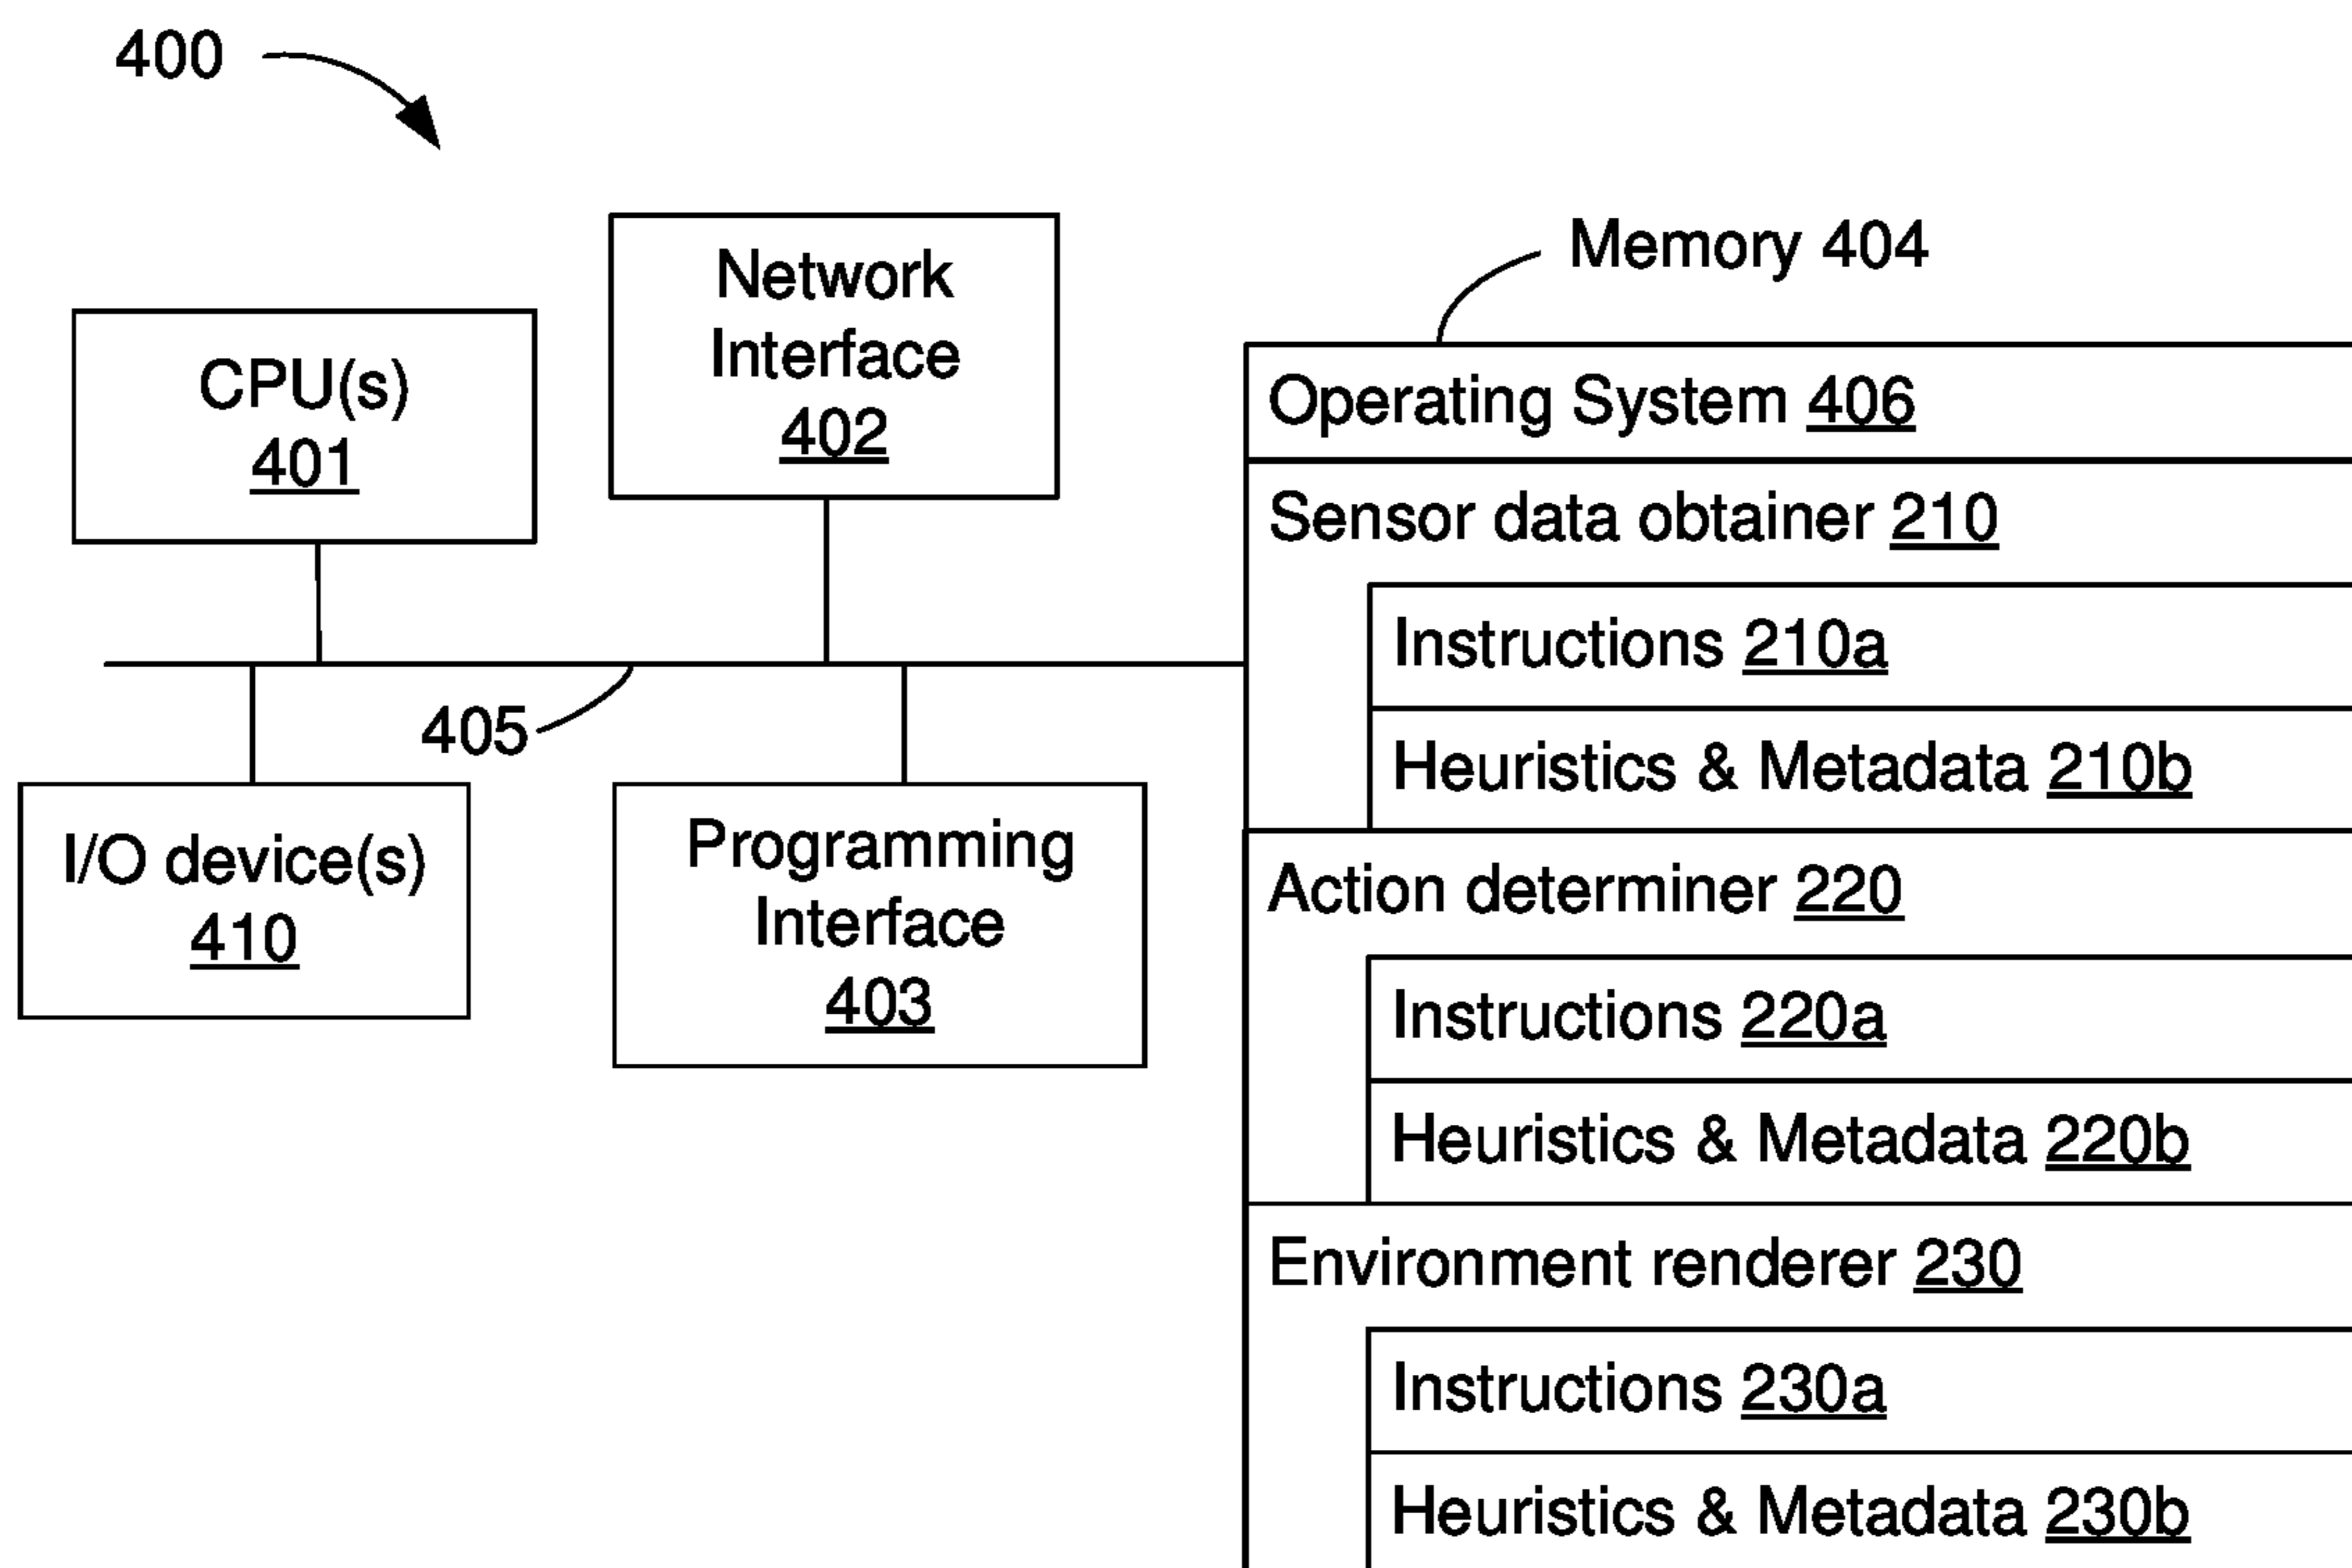 400
Network
Interface
402
CPU(s)
401
405
I/O device(s)
410
Programming
Interface
403
Memory 404
Operating System 406
Sensor data obtainer 210
Instructions 210a
Heuristics & Metadata 210b
Action determiner 220
Instructions 220a
Heuristics & Metadata 220b
Environment renderer 230
Instructions 230a
Heuristics & Metadata 230b